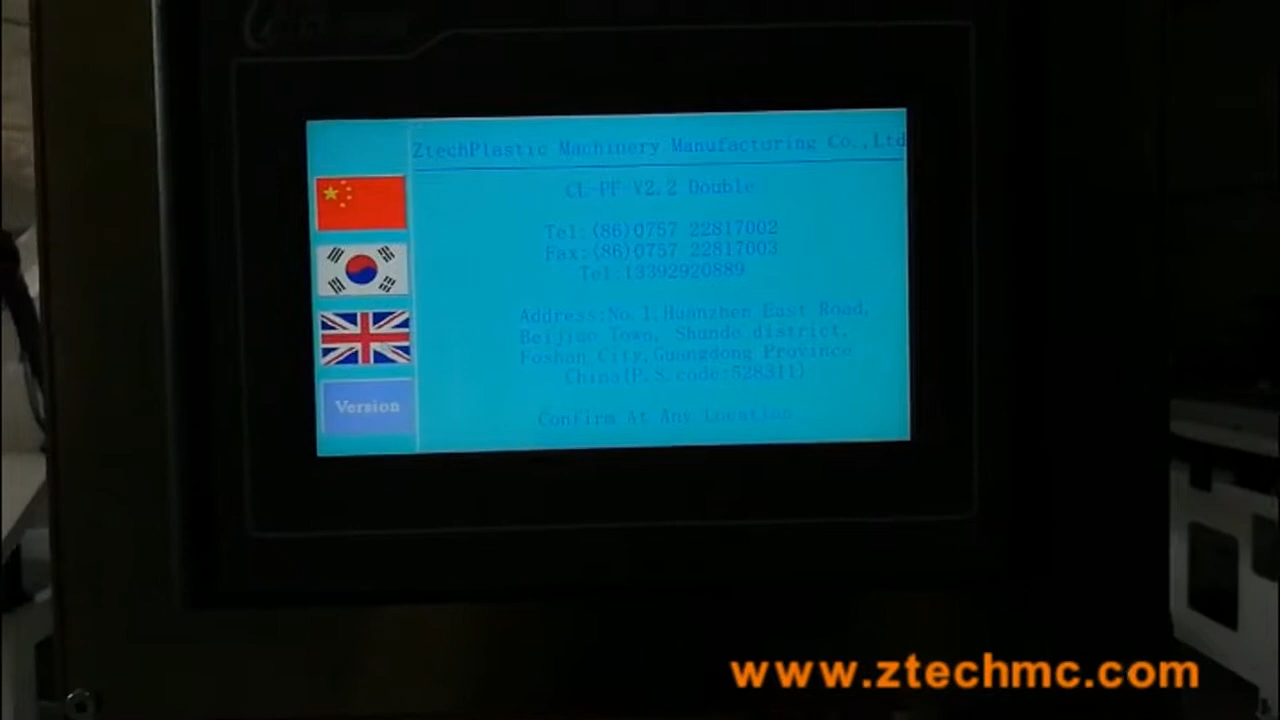 ZtechPlastic Machinery Manufacturing Co.,Ltd
CL-PF-V2.2 Double
Tel:(86)0757 22817002
Fax:(86)0757 22817003
Tel:13392920889
Address:No.1,Huanzhen East Road,
Beijiao Town, Shunde district,
Foshan City,Guangdong Province
China(P.S.code:528311)
Version
Confirm At Any Location
www.ztechmc.com